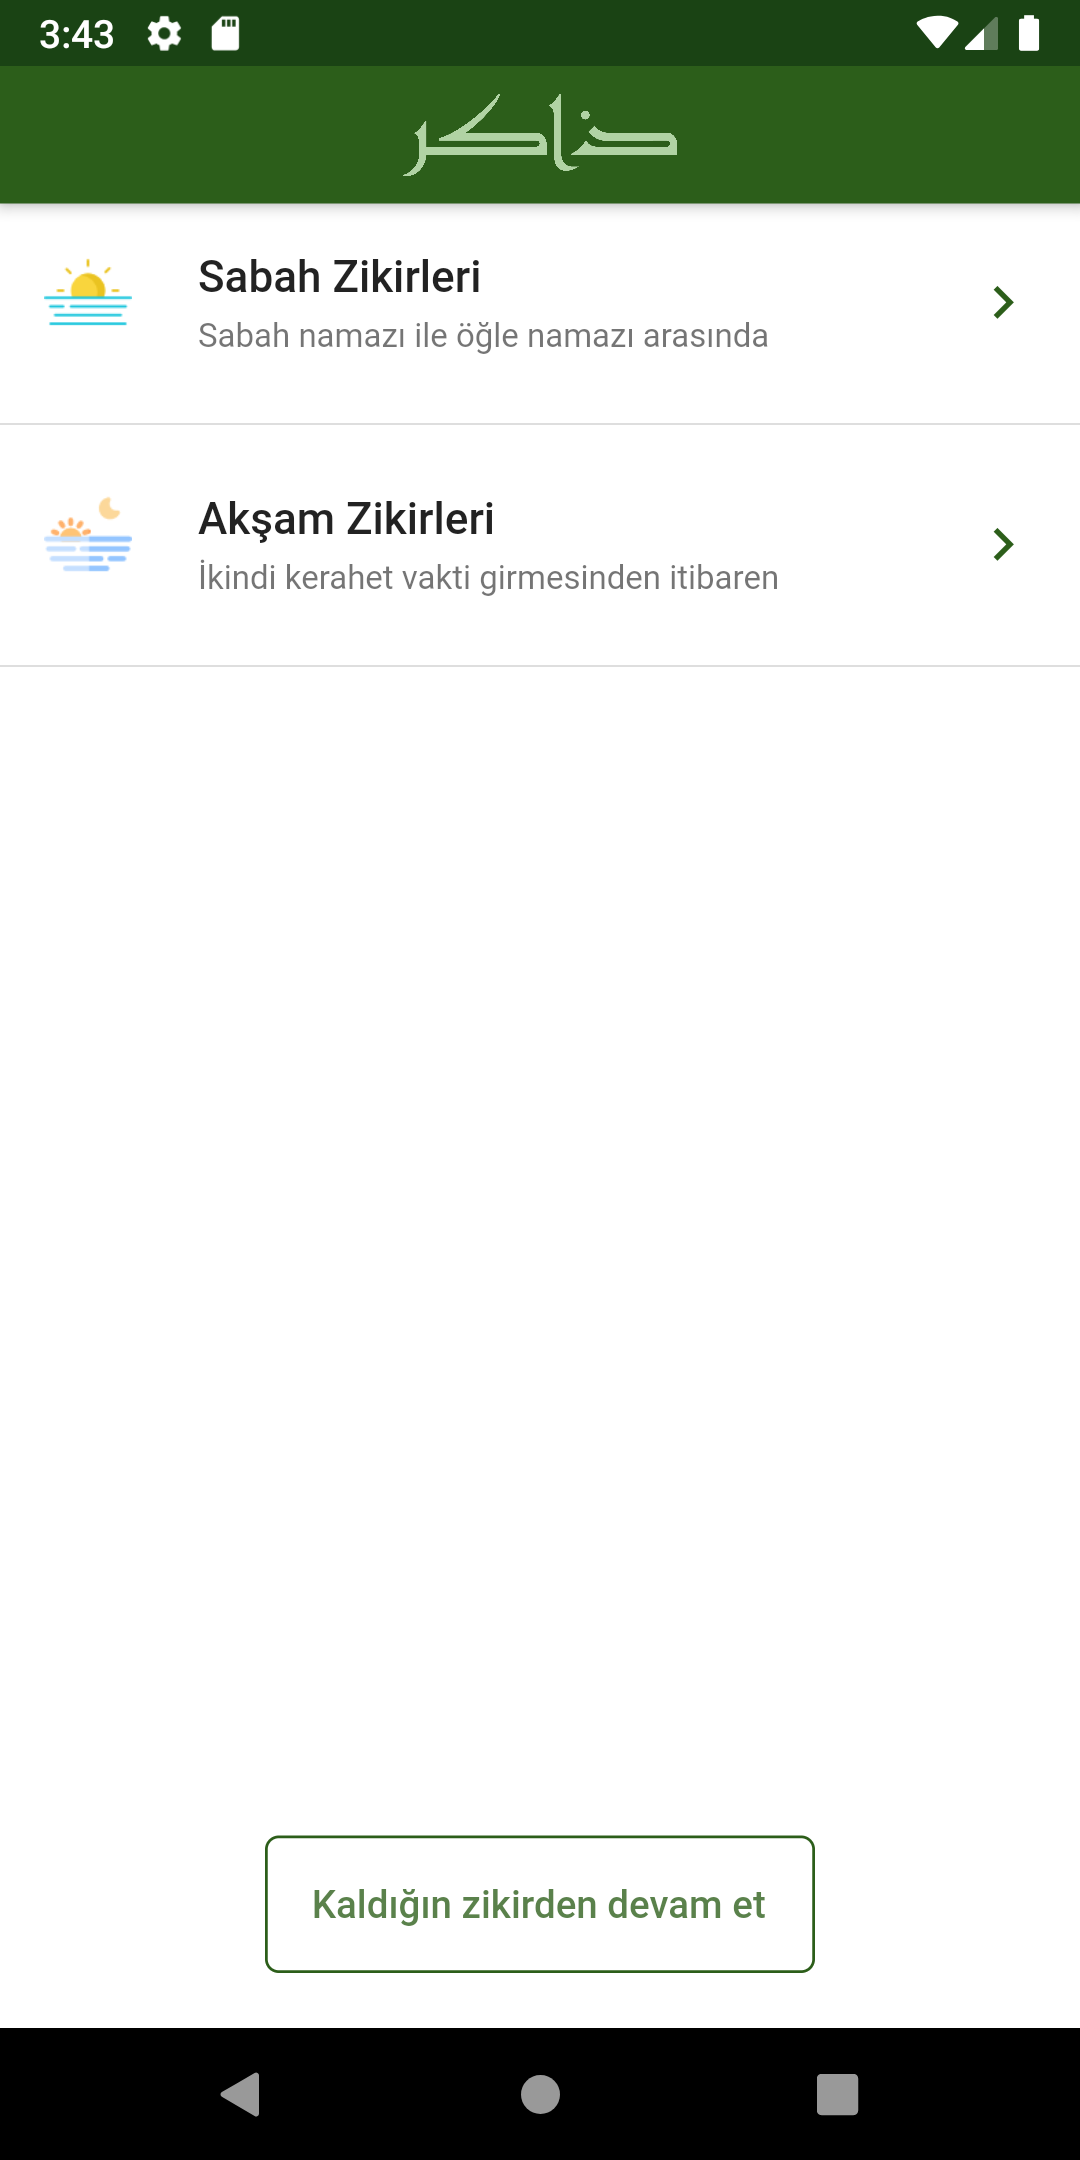 3:43
ذاكر
Sabah Zikirleri
Sabah namazı ile öğle namazı arasında
Akşam Zikirleri
İkindi kerahet vakti girmesinden itibaren
Kaldığın zikirden devam et